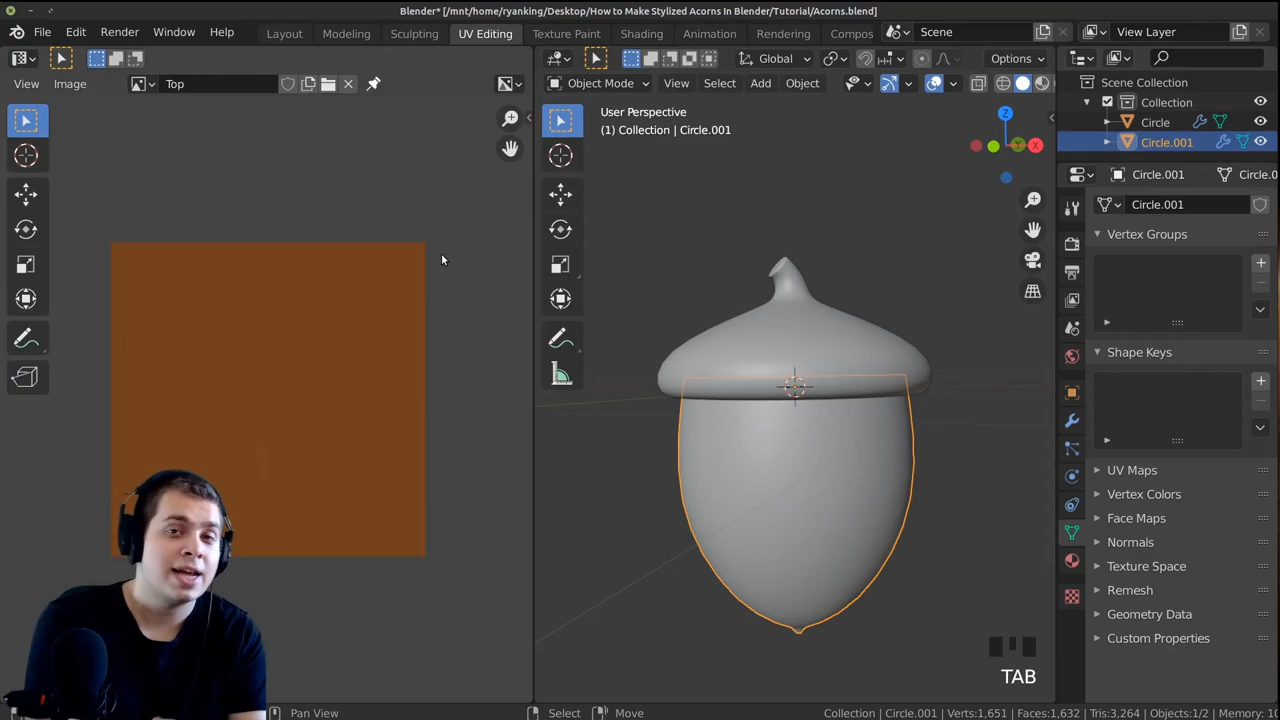 Blender* [/mnt/home/ryanking/Desktop/How to Make Stylized Acorns In Blender/Tutorial/Acorns.blend]
File Edit Render Window Help Layout Modeling Sculpting UV Editing Texture Paint Shading Animation Rendering Compos Scene View Layer
Global Options
View Image Top Object Mode View Select Add Object
Scene Collection
Collection
Circle
Circle.001
User Perspective
(1) Collection | Circle.001
Z
X
Circle.001 Circle.0
Circle.001
Vertex Groups
Shape Keys
UV Maps
Vertex Colors
Face Maps
Normals
Texture Space
Remesh
Geometry Data
Custom Properties
TAB
Pan View Select Move Collection | Circle.001 Verts:1,651 Faces:1,632 Tris:3,264 Objects:1/2 Memory: 10